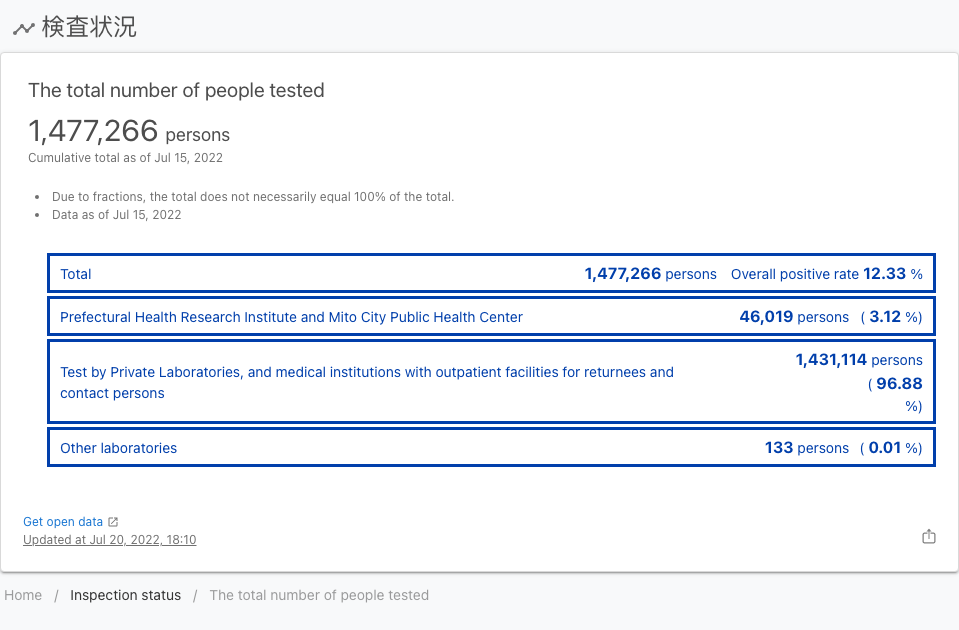 検査状況
The total number of people tested
1,477,266 persons
Cumulative total as of Jul 15, 2022
• Due to fractions, the total does not necessarily equal 100% of the total.
• Data as of Jul 15, 2022
Total 1,477,266 persons Overall positive rate 12.33 %
Prefectural Health Research Institute and Mito City Public Health Center 46,019 persons ( 3.12 %)
Test by Private Laboratories, and medical institutions with outpatient facilities for returnees and
contact persons
1,431,114 persons
( 96.88
%)
Other laboratories 133 persons ( 0.01 %)
Get open data
Updated at Jul 20, 2022, 18:10
Home / Inspection status / The total number of people tested